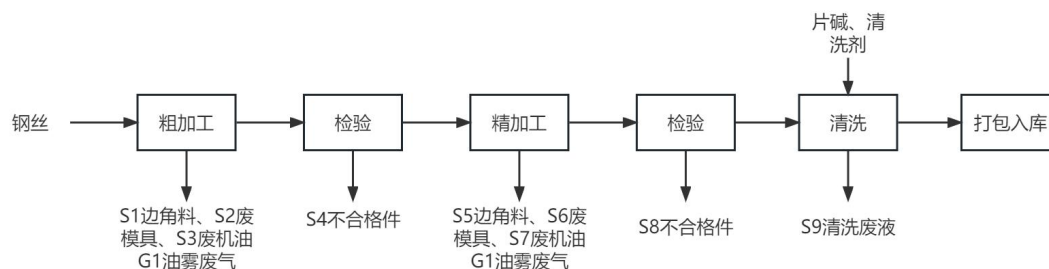 片碱、清
洗剂
钢丝
粗加工
检验
精加工
检验
清洗
打包入库
S1边角料、S2废
模具、S3废机油
G1油雾废气
S4不合格件
S5边角料、S6废
模具、S7废机油
G1油雾废气
S8不合格件
S9清洗废液